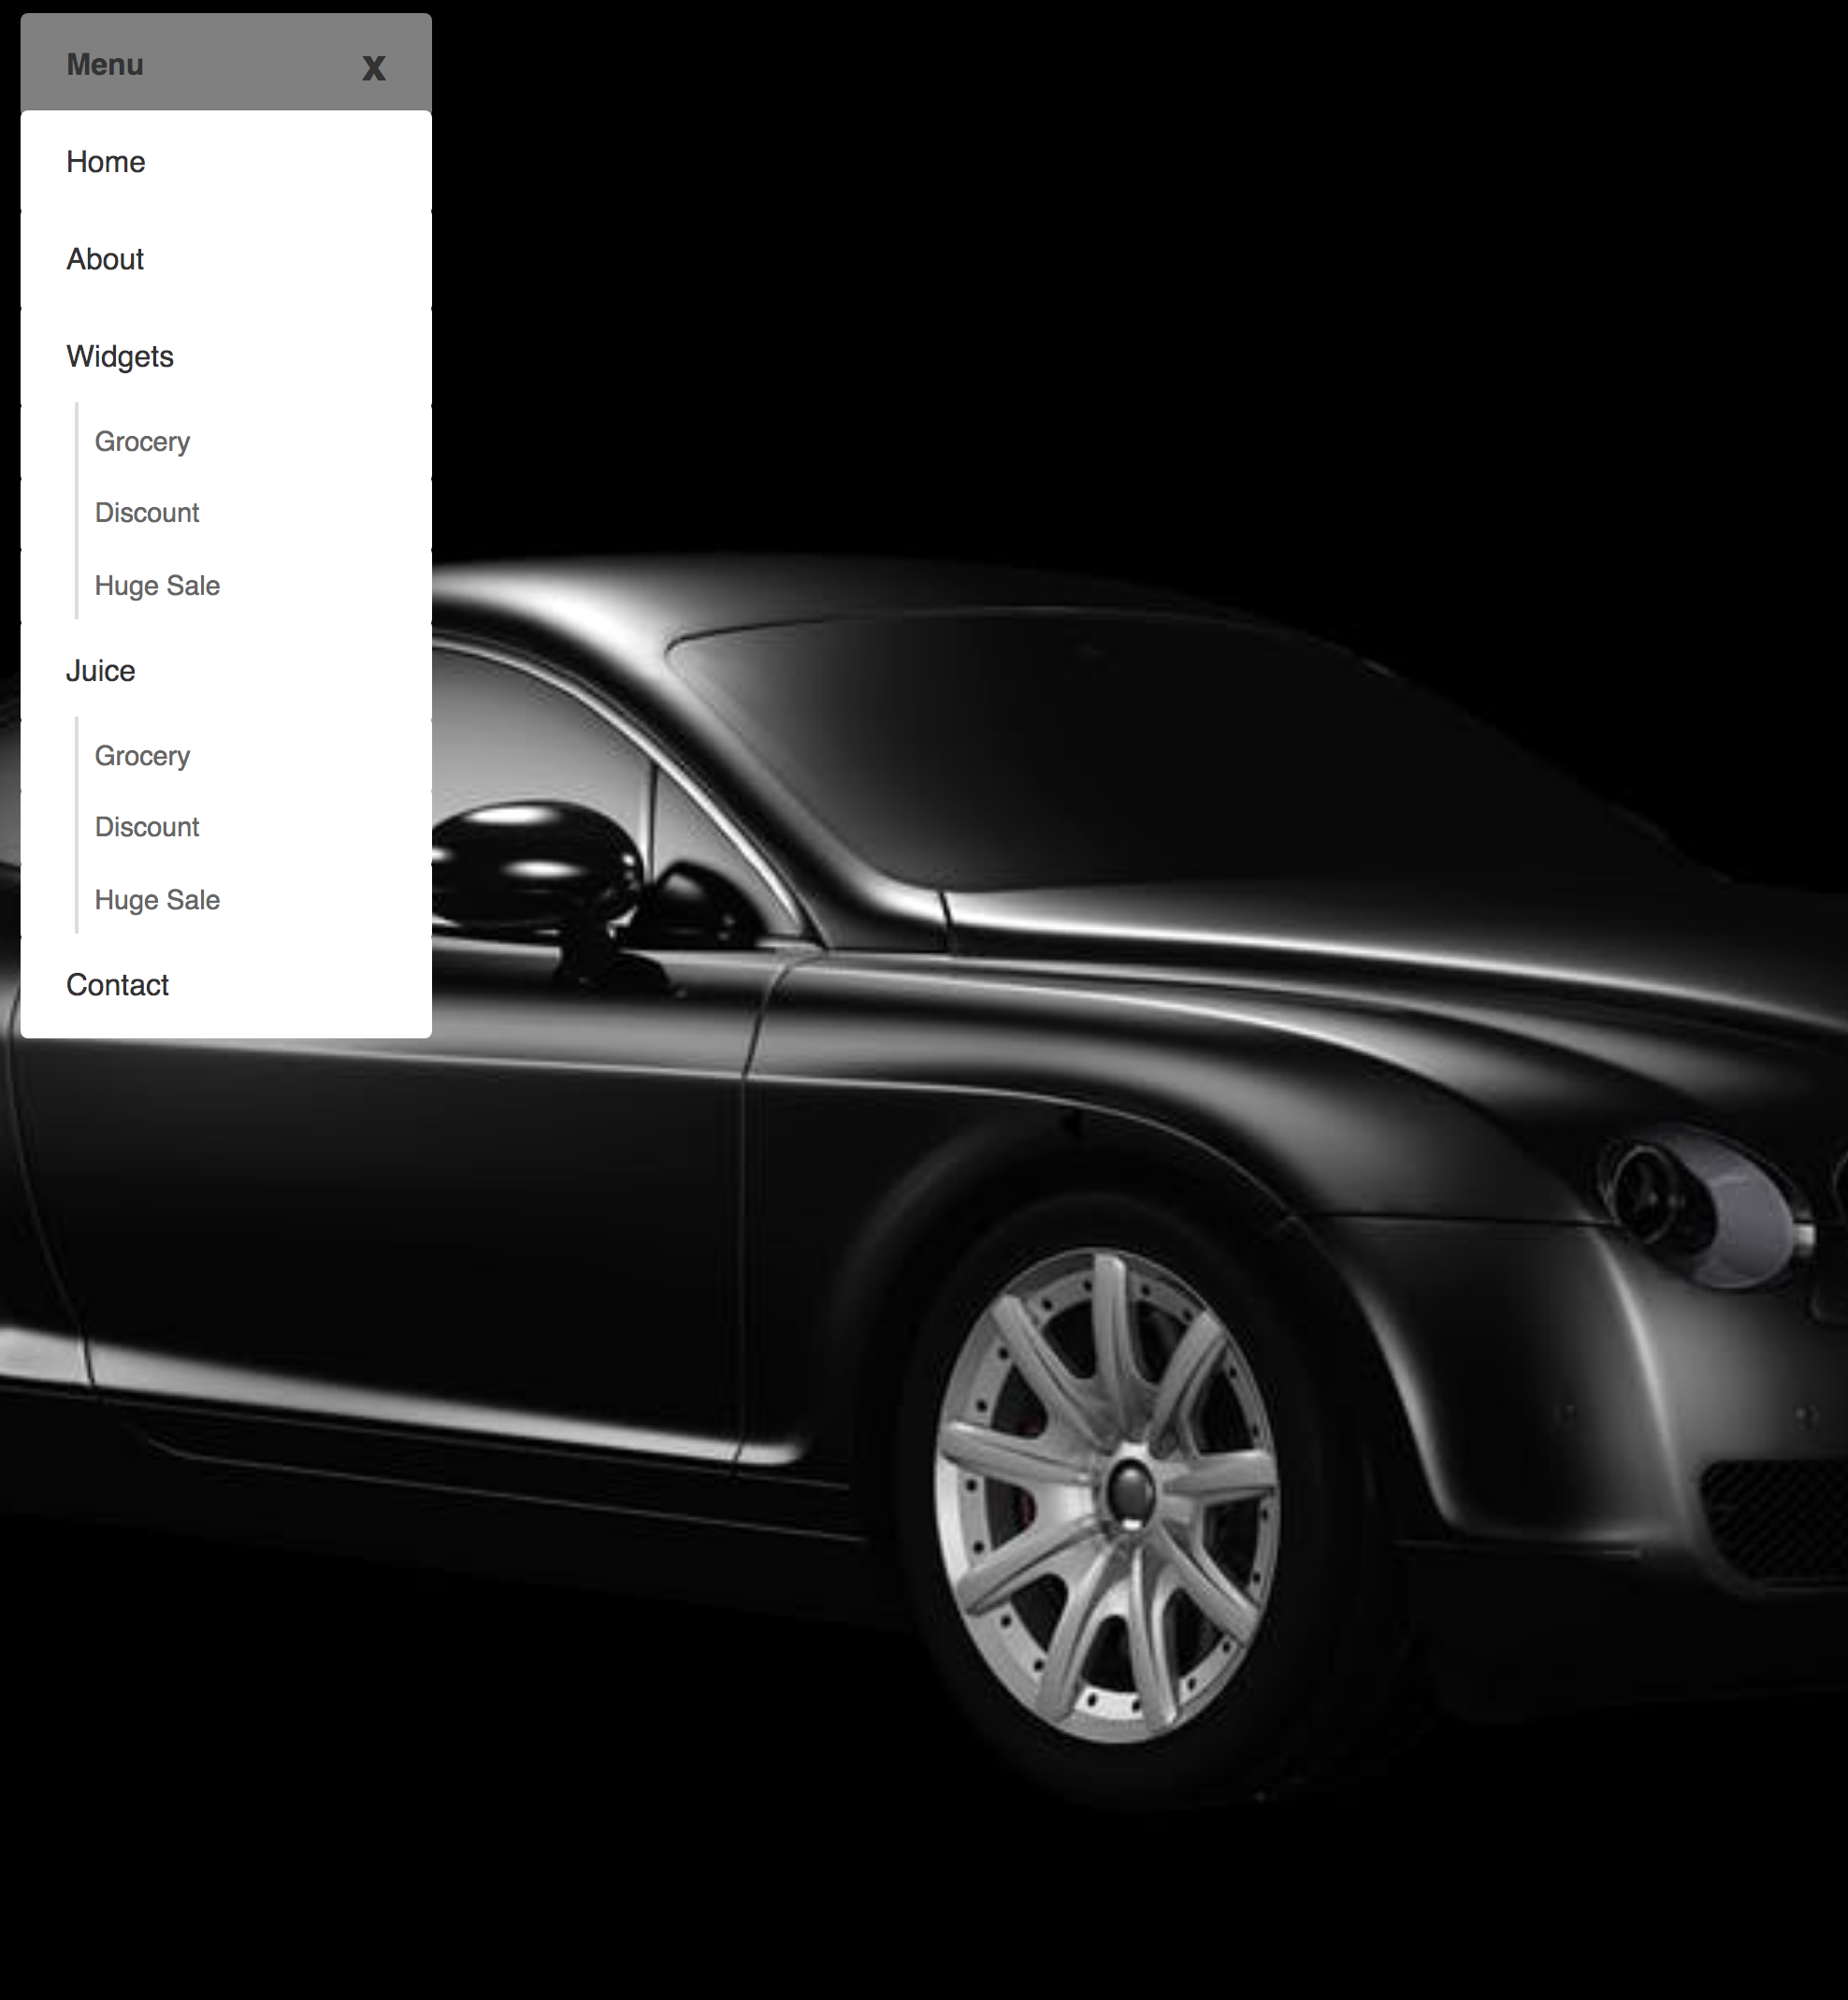 Menu x
Home
About
Widgets
Grocery
Discount
Huge Sale
Juice
Grocery
Discount
Huge Sale
Contact